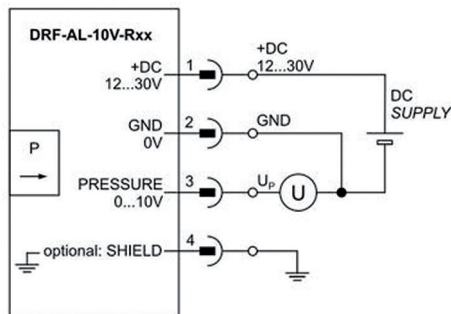 DRF-AL-10V-Rxx
+DC
12...30V
1
+DC
12...30V
DC
SUPPLY
GND
0V
2
GND
P
PRESSURE
0...10V
3
UP
U
optional: SHIELD
4